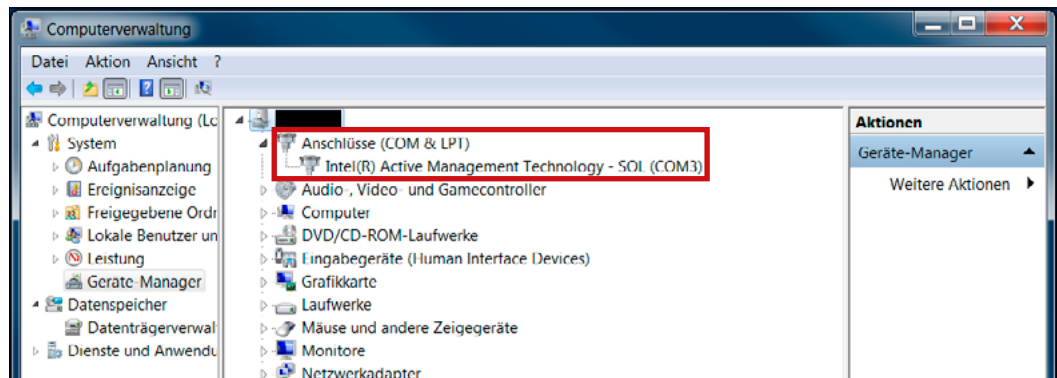 Computerverwaltung
Datei Aktion Ansicht ?
Computerverwaltung (Lc
System
Aufgabenplanung
Ereignisanzeige
Freigegebene Ordr
Lokale Benutzer un
Leistung
Geräte-Manager
Datenspeicher
Datenträgerverwal
Dienste und Anwendu
Anschlüsse (COM & LPT)
Intel(R) Active Management Technology - SOL (COM3)
Audio-, Video- und Gamecontroller
Computer
DVD/CD-ROM-Laufwerke
Eingabegeräte (Human Interface Devices)
Grafikkarte
Laufwerke
Mäuse und andere Zeigegeräte
Monitore
Netzwerkadapter
Aktionen
Geräte-Manager
Weitere Aktionen